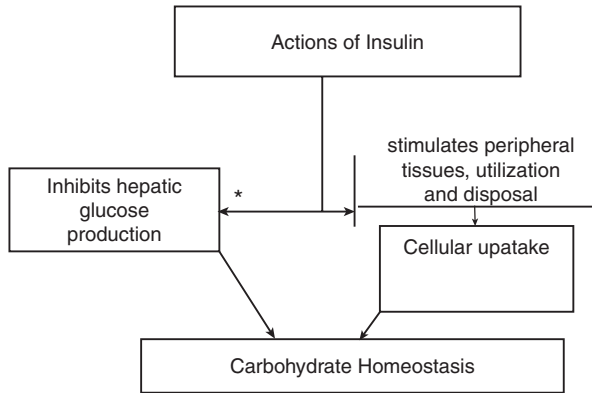 Actions of Insulin
stimulates peripheral
tissues, utilization
and disposal
Inhibits hepatic
glucose
production
*
Cellular upatake
Carbohydrate Homeostasis